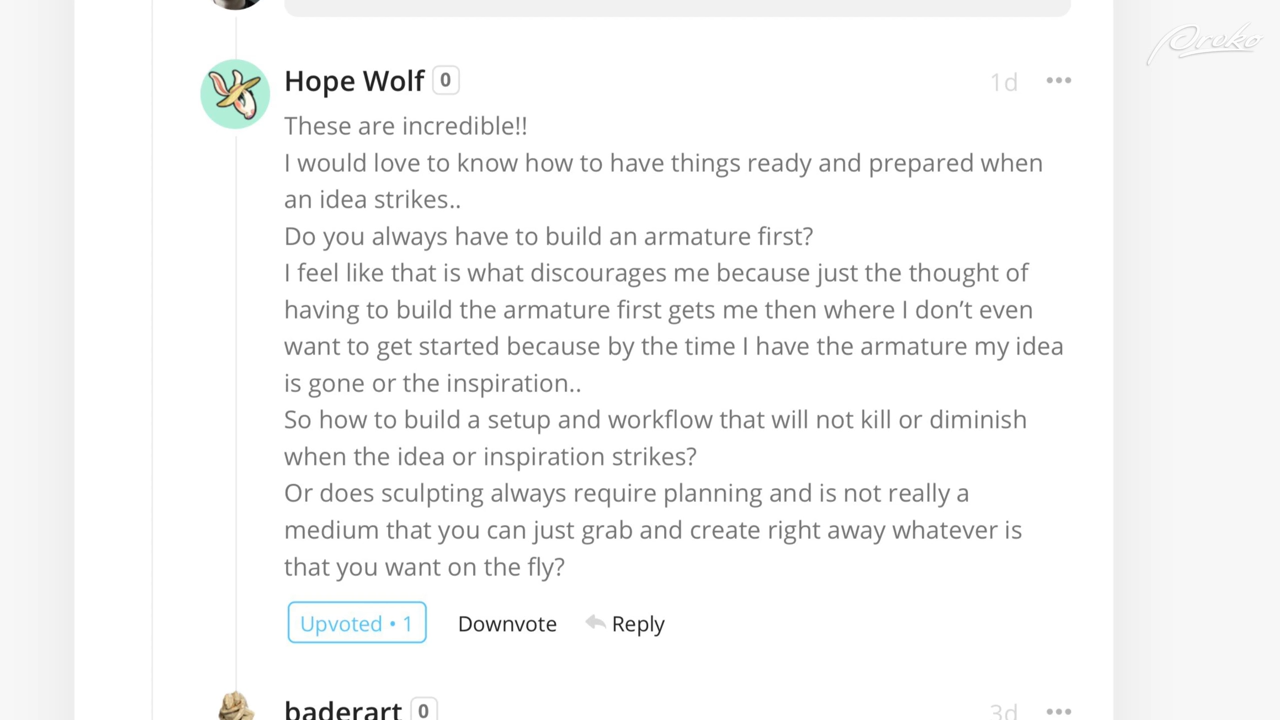 Proko
Hope Wolf 0
1d
These are incredible!!
I would love to know how to have things ready and prepared when
an idea strikes..
Do you always have to build an armature first?
I feel like that is what discourages me because just the thought of
having to build the armature first gets me then where I don’t even
want to get started because by the time I have the armature my idea
is gone or the inspiration..
So how to build a setup and workflow that will not kill or diminish
when the idea or inspiration strikes?
Or does sculpting always require planning and is not really a
medium that you can just grab and create right away whatever is
that you want on the fly?
Upvoted • 1 Downvote Reply
baderart 0
3d